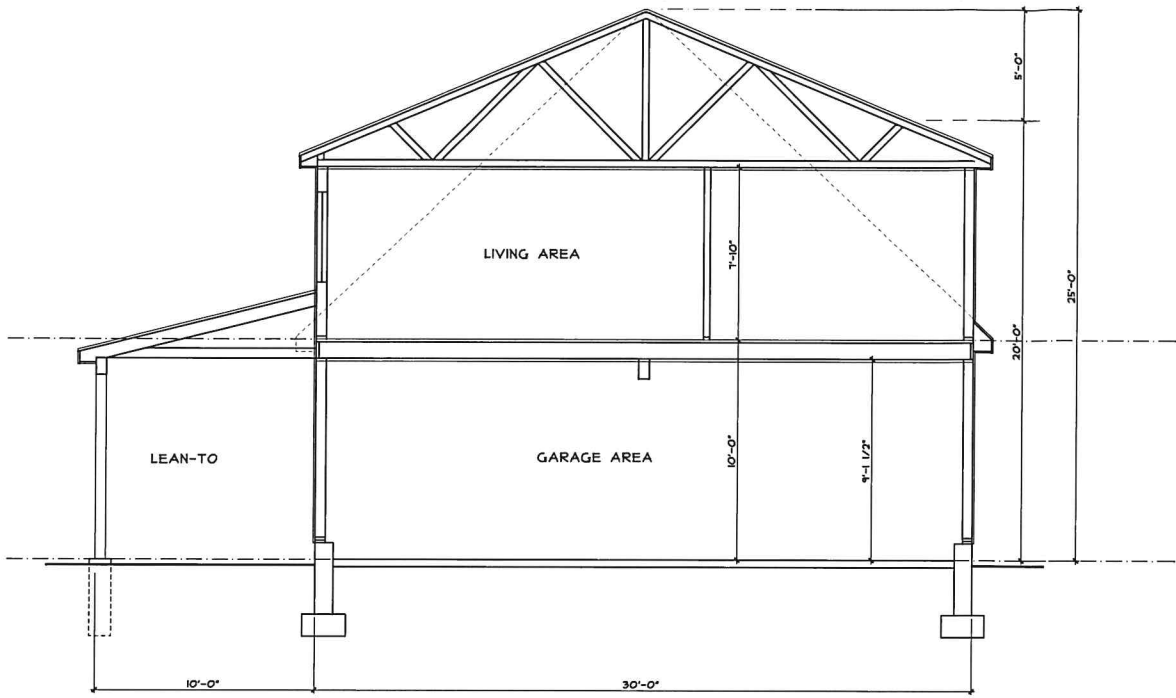 5'-0"
LIVING AREA
7'-10"
25'-0"
20'-0"
LEAN-TO
GARAGE AREA
10'-0"
9'-1 1/2"
10'-0"
30'-0"